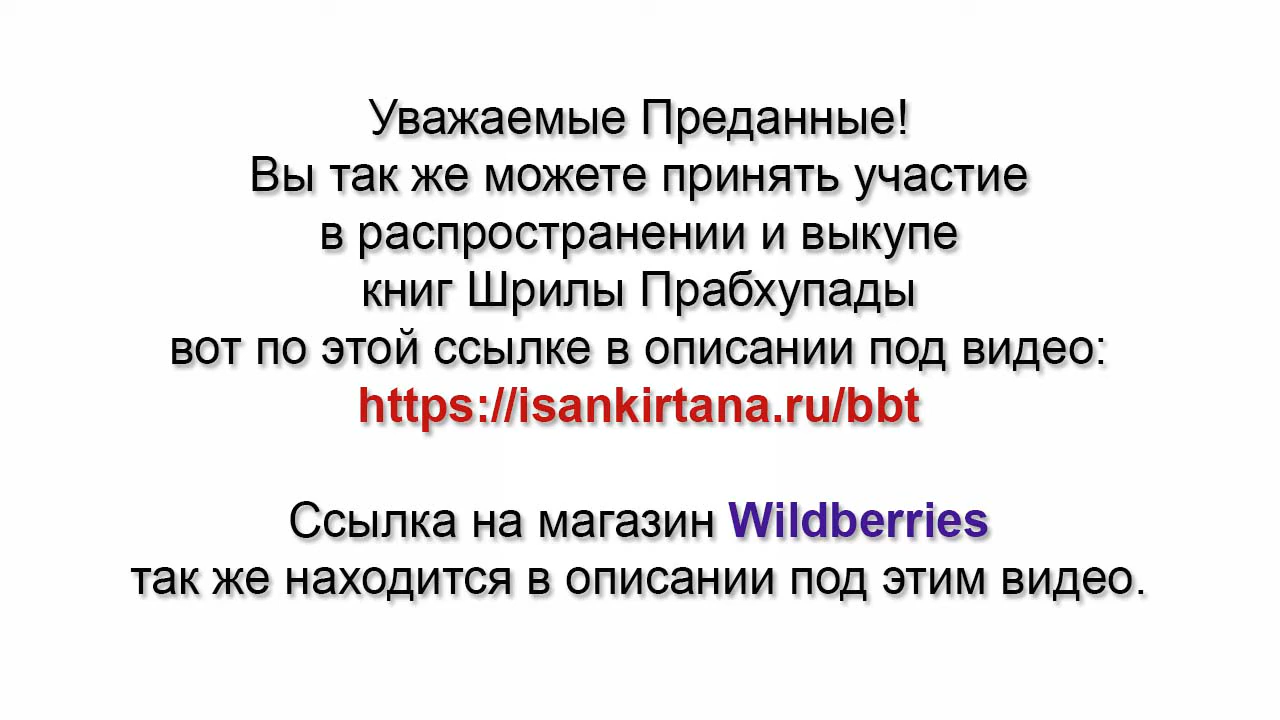 Уважаемые Преданные!
Вы так же можете принять участие
в распространении и выкупе
книг Шрилы Прабхупады
вот по этой ссылке в описании под видео:
https://isankirtana.ru/bbt
Ссылка на магазин Wildberries
так же находится в описании под этим видео.